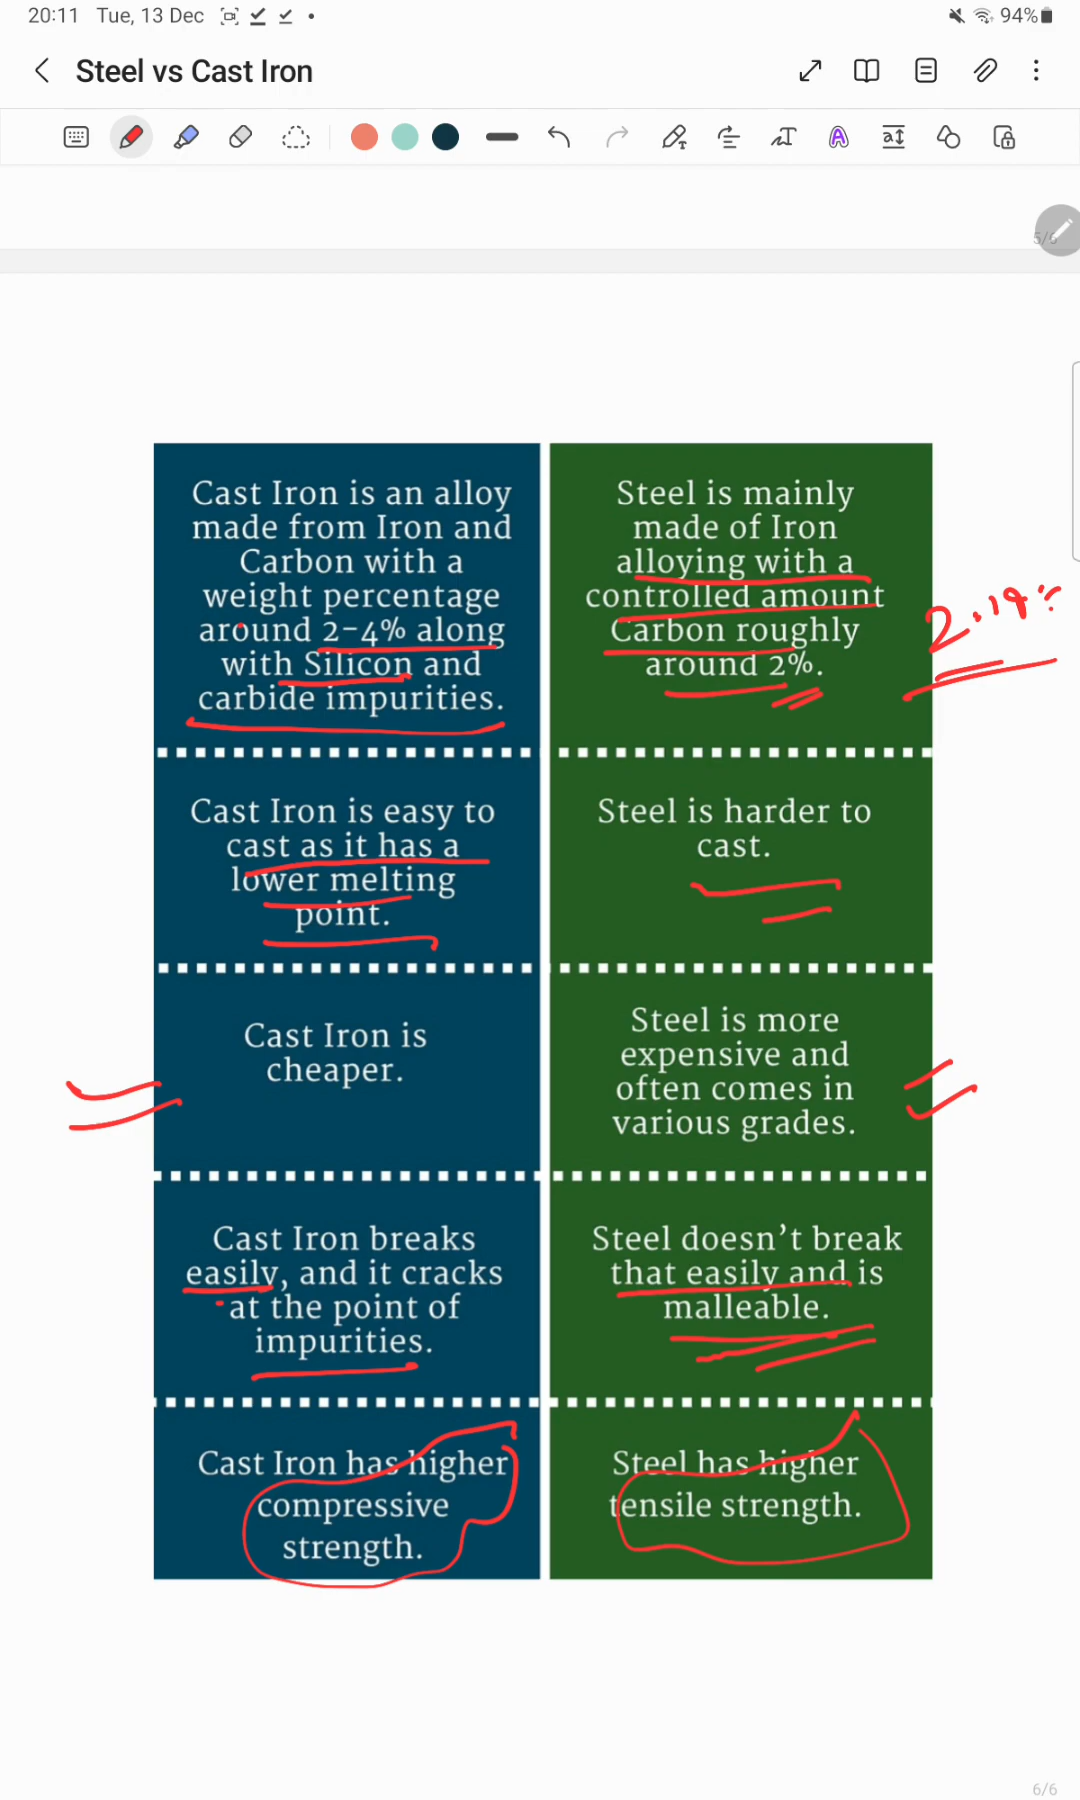 20:11 Tue, 13 Dec
94%
Steel vs Cast Iron
5/6
Cast Iron is an alloy
made from Iron and
Carbon with a
weight percentage
around 2-4% along
with Silicon and
carbide impurities.
Steel is mainly
made of Iron
alloying with a
controlled amount
Carbon roughly
around 2%.
Cast Iron is easy to
cast as it has a
lower melting
point.
Steel is harder to
cast.
Cast Iron is
cheaper.
Steel is more
expensive and
often comes in
various grades.
Cast Iron breaks
easily, and it cracks
at the point of
impurities.
Steel doesn’t break
that easily and is
malleable.
Cast Iron has higher
compressive
strength.
Steel has higher
tensile strength.
6/6